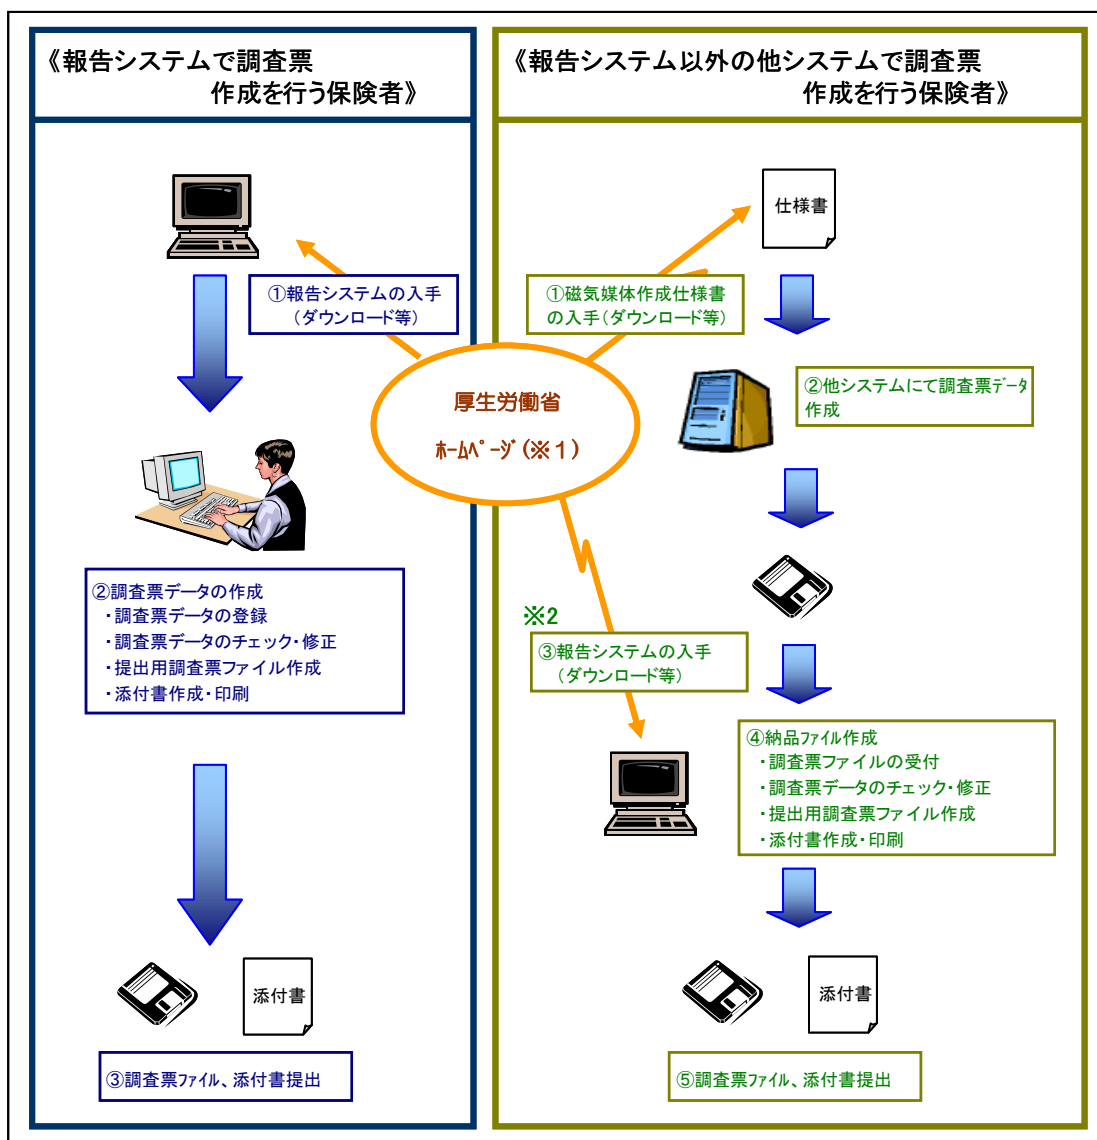 《報告システムで調査票
作成を行う保険者》
①報告システムの入手
（ダウンロード等）
②調査票データの作成
・調査票データの登録
・調査票データのチェック・修正
・提出用調査票ファイル作成
・添付書作成・印刷
添付書
③調査票ファイル、添付書提出
厚生労働省
ﾎｰﾑﾍﾟｰｼﾞ(※１)
《報告システム以外の他システムで調査票
作成を行う保険者》
仕様書
①磁気媒体作成仕様書
の入手（ダウンロード等）
②他システムにて調査票ﾃﾞｰﾀ
作成
※2
③報告システムの入手
（ダウンロード等）
④納品ﾌｧｲﾙ作成
・調査票ファイルの受付
・調査票データのチェック・修正
・提出用調査票ファイル作成
・添付書作成・印刷
添付書
⑤調査票ファイル、添付書提出